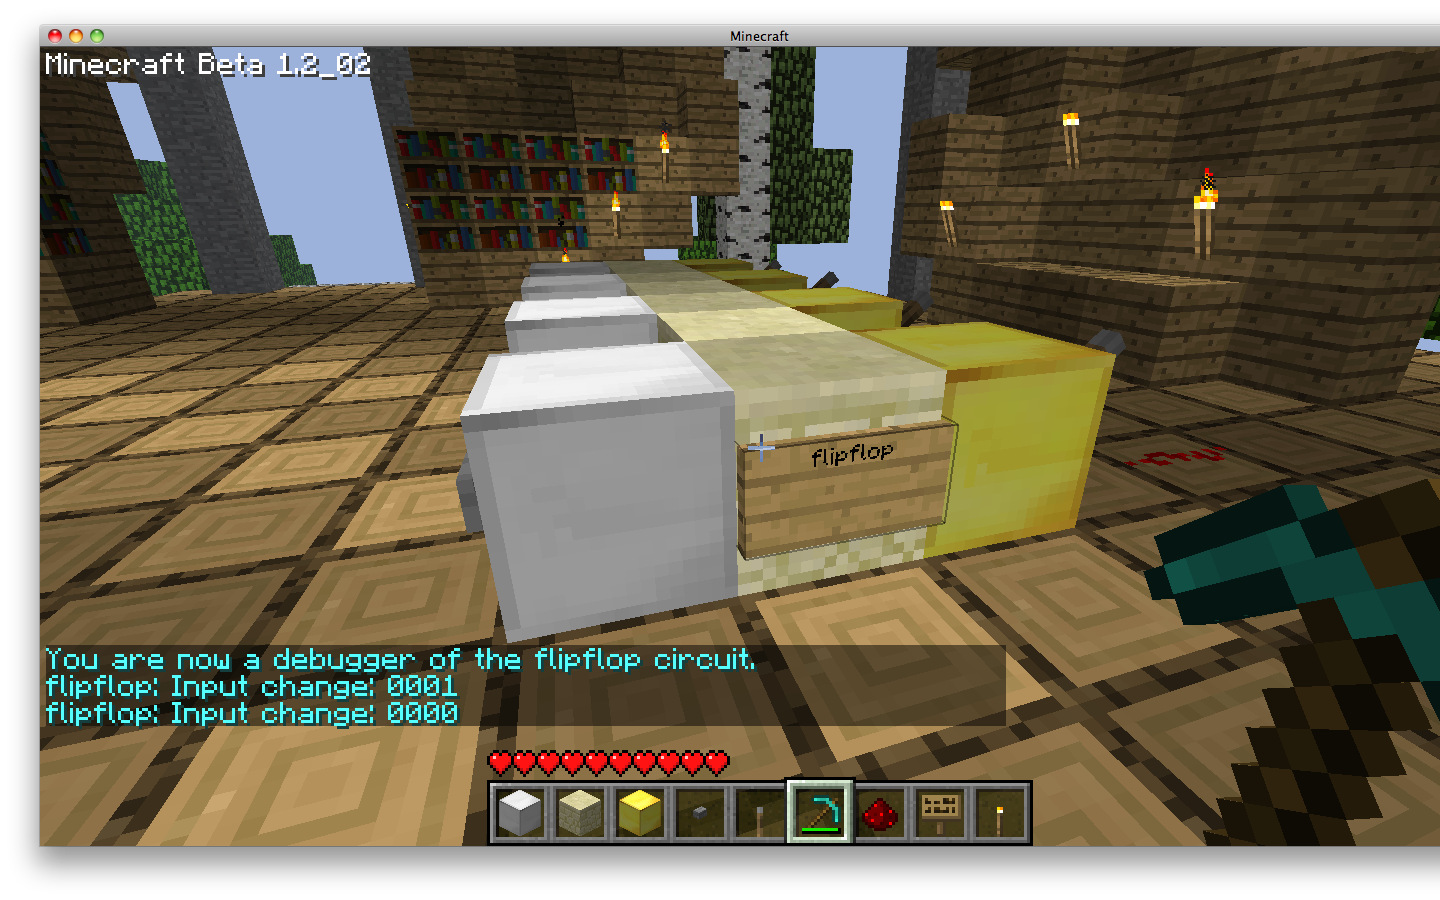 Minecraft
Minecraft Beta 1.2_02
flipflop
You are now a debugger of the flipflop circuit.
flipflop: Input change: 0001
flipflop: Input change: 0000